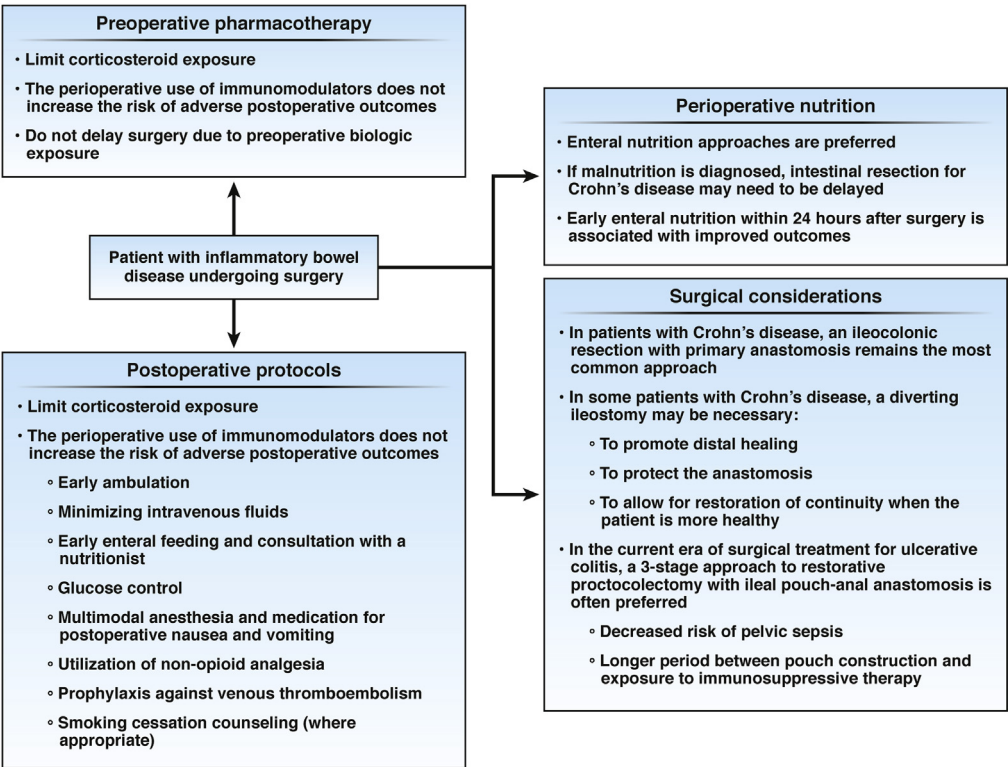 Preoperative pharmacotherapy
• Limit corticosteroid exposure
• The perioperative use of immunomodulators does not
increase the risk of adverse postoperative outcomes
• Do not delay surgery due to preoperative biologic
exposure
Patient with inflammatory bowel
disease undergoing surgery
Postoperative protocols
• Limit corticosteroid exposure
• The perioperative use of immunomodulators does not
increase the risk of adverse postoperative outcomes
∘ Early ambulation
∘ Minimizing intravenous fluids
∘ Early enteral feeding and consultation with a
nutritionist
∘ Glucose control
∘ Multimodal anesthesia and medication for
postoperative nausea and vomiting
∘ Utilization of non-opioid analgesia
∘ Prophylaxis against venous thromboembolism
∘ Smoking cessation counseling (where
appropriate)
Perioperative nutrition
• Enteral nutrition approaches are preferred
• If malnutrition is diagnosed, intestinal resection for
Crohn's disease may need to be delayed
• Early enteral nutrition within 24 hours after surgery is
associated with improved outcomes
Surgical considerations
• In patients with Crohn's disease, an ileocolonic
resection with primary anastomosis remains the most
common approach
• In some patients with Crohn's disease, a diverting
ileostomy may be necessary:
∘ To promote distal healing
∘ To protect the anastomosis
∘ To allow for restoration of continuity when the
patient is more healthy
• In the current era of surgical treatment for ulcerative
colitis, a 3-stage approach to restorative
proctocolectomy with ileal pouch-anal anastomosis is
often preferred
∘ Decreased risk of pelvic sepsis
∘ Longer period between pouch construction and
exposure to immunosuppressive therapy